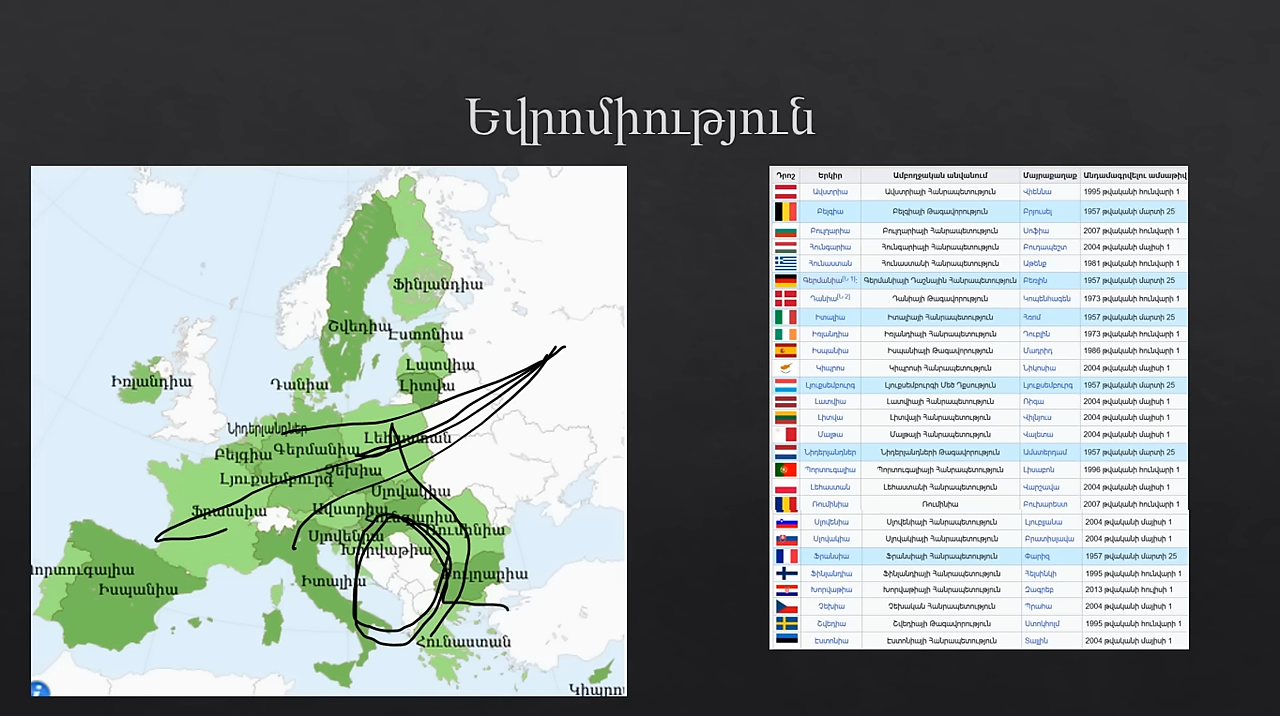 Եվրոմիություն
Ֆինլանդիա
Շվեդիա
Էստոնիա
Լատվիա
Լիտվա
Իռլանդիա
Դանիա
Նիդերլանդներ
Լեհաստան
Բելգիա
Գերմանիա
Չեխիա
Լյուքսեմբուրգ
Սլովակիա
Ֆրանսիա
Ավստրիա
Հունգարիա
Ռումինիա
Սլովենիա
Խորվաթիա
Բուլղարիա
որտուգալիա
Իսպանիա
Իտալիա
Հունաստան
Կիպրո
Դրոշ Երկիր Ամբողջական անվանում Մայրաքաղաք Անդամագրվելու ամսաթիվ
Ավստրիա Ավստրիայի Հանրապետություն Վիեննա 1995 թվականի հունվարի 1
Բելգիա Բելգիայի Թագավորություն Բրյուսել 1957 թվականի մարտի 25
Բուլղարիա Բուլղարիայի Հանրապետություն Սոֆիա 2007 թվականի հունվարի 1
Հունգարիա Հունգարիայի Հանրապետություն Բուդապեշտ 2004 թվականի մայիսի 1
Հունաստան Հունաստանի Հանրապետություն Աթենք 1981 թվականի հունվարի 1
Գերմանիա[Ն 1]: Գերմանիայի Դաշնային Հանրապետություն Բեռլին 1957 թվականի մարտի 25
Դանիա[Ն 2] Դանիայի Թագավորություն Կոպենհագեն 1973 թվականի հունվարի 1
Իտալիա Իտալիայի Հանրապետություն Հռոմ 1957 թվականի մարտի 25
Իռլանդիա Իռլանդիայի Հանրապետություն Դուբլին 1973 թվականի հունվարի 1
Իսպանիա Իսպանիայի Թագավորություն Մադրիդ 1986 թվականի հունվարի 1
Կիպրոս Կիպրոսի Հանրապետություն Նիկոսիա 2004 թվականի մայիսի 1
Լյուքսեմբուրգ Լյուքսեմբուրգի Մեծ Դքսություն Լյուքսեմբուրգ 1957 թվականի մարտի 25
Լատվիա Լատվիայի Հանրապետություն Ռիգա 2004 թվականի մայիսի 1
Լիտվա Լիտվայի Հանրապետություն Վիլնյուս 2004 թվականի մայիսի 1
Մալթա Մալթայի Հանրապետություն Վալետա 2004 թվականի մայիսի 1
Նիդերլանդներ Նիդերլանդների Թագավորություն Ամստերդամ 1957 թվականի մարտի 25
Պորտուգալիա Պորտուգալիայի Հանրապետություն Լիսաբոն 1996 թվականի հունվարի 1
Լեհաստան Լեհաստանի Հանրապետություն Վարշավա 2004 թվականի մայիսի 1
Ռումինիա Ռումինիա Բուխարեստ 2007 թվականի հունվարի 1
Սլովենիա Սլովենիայի Հանրապետություն Լյուբլյանա 2004 թվականի մայիսի 1
Սլովակիա Սլովակիայի Հանրապետություն Բրատիսլավա 2004 թվականի մայիսի 1
Ֆրանսիա Ֆրանսիայի Հանրապետություն Փարիզ 1957 թվականի մարտի 25
Ֆինլանդիա Ֆինլանդիայի Հանրապետություն Հելսինկի 1995 թվականի հունվարի 1
Խորվաթիա Խորվաթիայի Հանրապետություն Զագրեբ 2013 թվականի հուլիսի 1
Չեխիա Չեխական Հանրապետություն Պրահա 2004 թվականի մայիսի 1
Շվեդիա Շվեդիայի Թագավորություն Ստոկհոլմ 1995 թվականի հունվարի 1
Էստոնիա Էստոնիայի Հանրապետություն Տալլին 2004 թվականի մայիսի 1